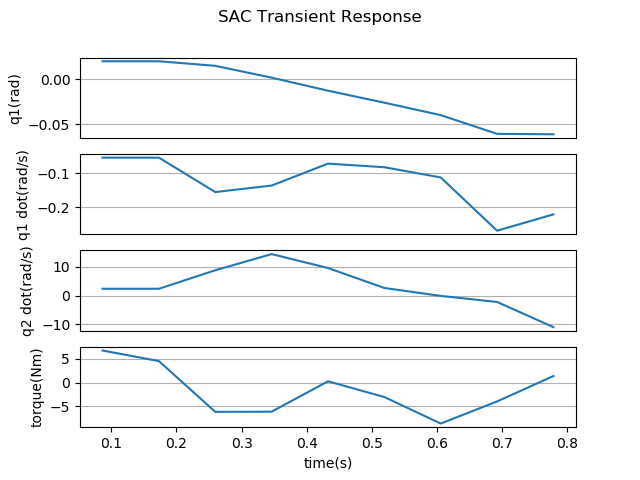 SAC Transient Response
q1(rad)
0.00
−0.05
q1 dot(rad/s)
−0.1
−0.2
q2 dot(rad/s)
10
0
−10
torque(Nm)
5
0
−5
0.1 0.2 0.3 0.4 0.5 0.6 0.7 0.8
time(s)